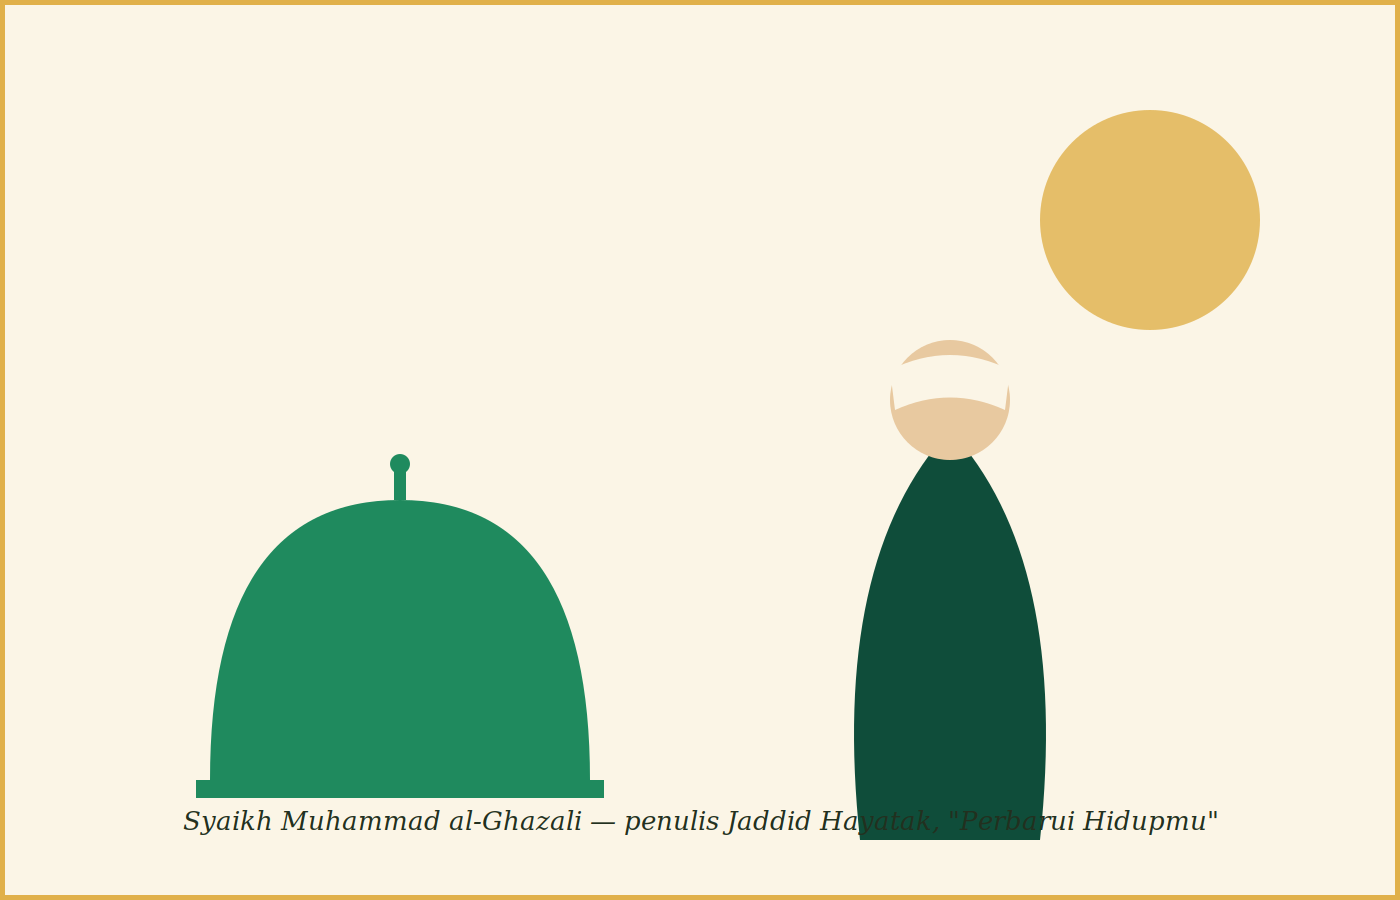 Syaikh Muhammad al-Ghazali — penulis Jaddid Hayatak, "Perbarui Hidupmu"